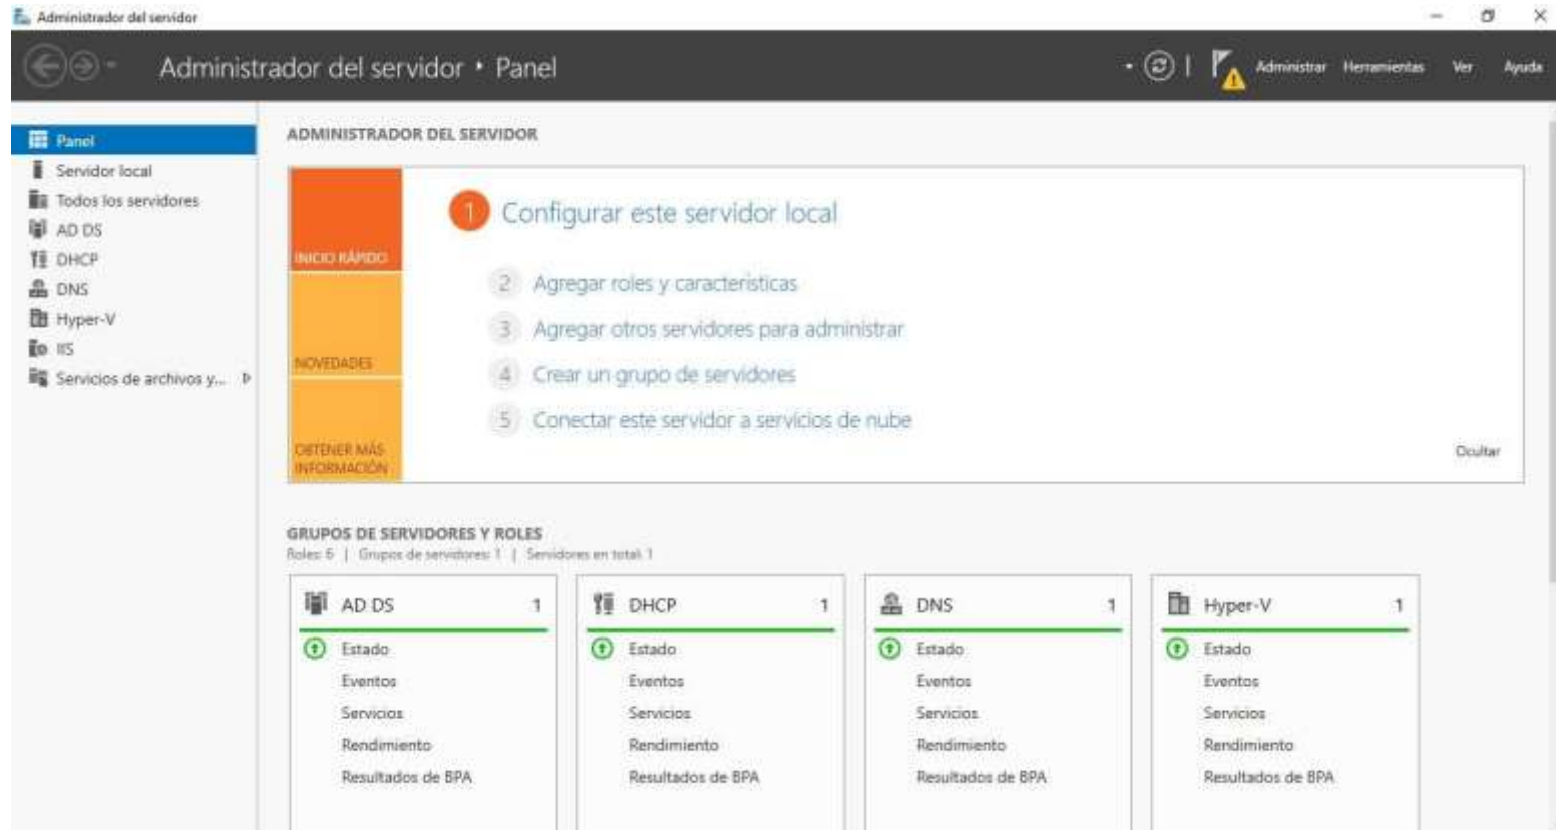 Administrador del servidor
Administrador del servidor • Panel
Administrar Herramientas Ver Ayuda
Panel
Servidor local
Todos los servidores
AD DS
DHCP
DNS
Hyper-V
IIS
Servicios de archivos y...
ADMINISTRADOR DEL SERVIDOR
INICIO RÁPIDO
NOVEDADES
OBTENER MÁS
INFORMACIÓN
1 Configurar este servidor local
2 Agregar roles y características
3 Agregar otros servidores para administrar
4 Crear un grupo de servidores
5 Conectar este servidor a servicios de nube
Ocultar
GRUPOS DE SERVIDORES Y ROLES
Roles: 6 | Grupos de servidores: 1 | Servidores en total: 1
AD DS 1
Estado
Eventos
Servicios
Rendimiento
Resultados de BPA
DHCP 1
Estado
Eventos
Servicios
Rendimiento
Resultados de BPA
DNS 1
Estado
Eventos
Servicios
Rendimiento
Resultados de BPA
Hyper-V 1
Estado
Eventos
Servicios
Rendimiento
Resultados de BPA